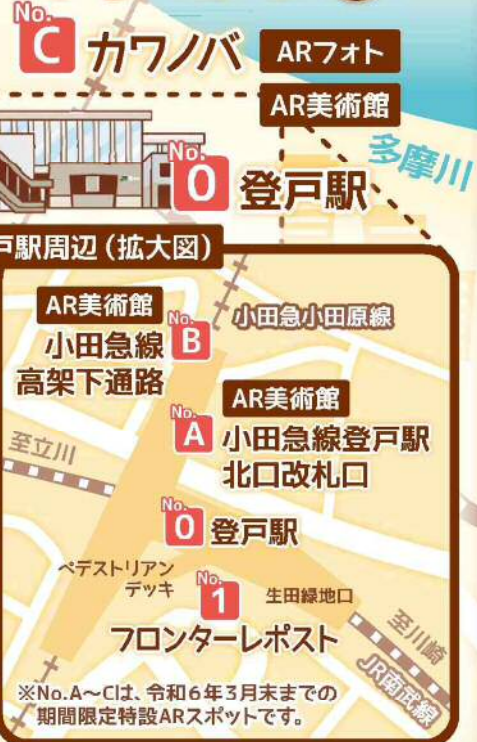 No.
C カワノバ ARフォト
AR美術館
多摩川
No.
0 登戸駅
戸駅周辺（拡大図）
AR美術館
小田急線
高架下通路
No.
B
小田急小田原線
AR美術館
No.
A 小田急線登戸駅
北口改札口
至立川
No.
0 登戸駅
ペデストリアン
デッキ
No.
1
生田緑地口
フロンターレポスト
至川崎
JR南武線
※No.A～Cは、令和6年3月末までの
期間限定特設ARスポットです。